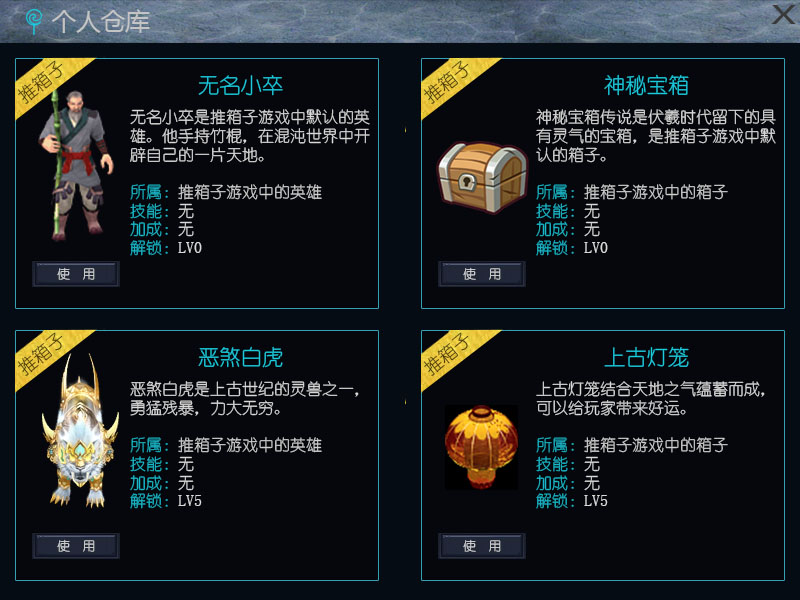 个人仓库
X
推箱子
无名小卒
无名小卒是推箱子游戏中默认的英
雄。他手持竹棍，在混沌世界中开
辟自己的一片天地。
所属：推箱子游戏中的英雄
技能：无
加成：无
解锁：LV0
使 用
推箱子
神秘宝箱
神秘宝箱传说是伏羲时代留下的具
有灵气的宝箱，是推箱子游戏中默
认的箱子。
所属：推箱子游戏中的箱子
技能：无
加成：无
解锁：LV0
使 用
推箱子
恶煞白虎
恶煞白虎是上古世纪的灵兽之一，
勇猛残暴，力大无穷。
所属：推箱子游戏中的英雄
技能：无
加成：无
解锁：LV5
使 用
推箱子
上古灯笼
上古灯笼结合天地之气蕴蓄而成，
可以给玩家带来好运。
所属：推箱子游戏中的箱子
技能：无
加成：无
解锁：LV5
使 用